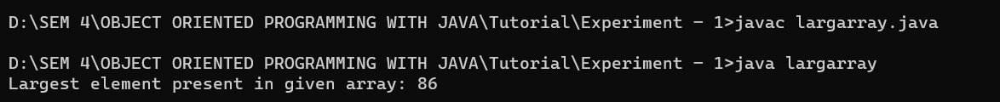 D:\SEM 4\OBJECT ORIENTED PROGRAMMING WITH JAVA\Tutorial\Experiment - 1>javac largarray.java
D:\SEM 4\OBJECT ORIENTED PROGRAMMING WITH JAVA\Tutorial\Experiment - 1>java largarray
Largest element present in given array: 86